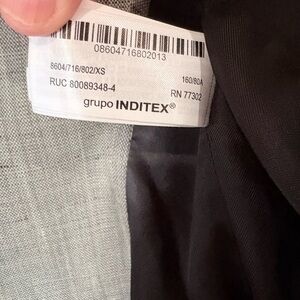 08604716802013
8604/716/802/XS
160/80A
RUC 80089348-4
RN 77302
grupo INDITEX®